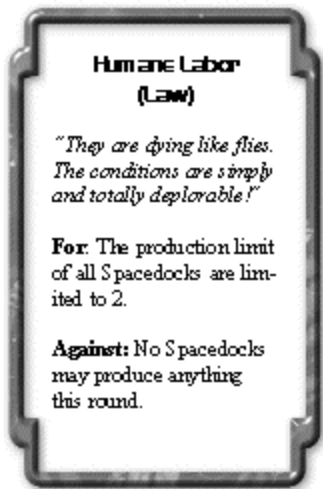 Humane Labor
(Law)
"They are dying like flies.
The conditions are simply
and totally deplorable!"
For: The production limit
of all Spacedocks are lim-
ited to 2.
Against: No Spacedocks
may produce anything
this round.